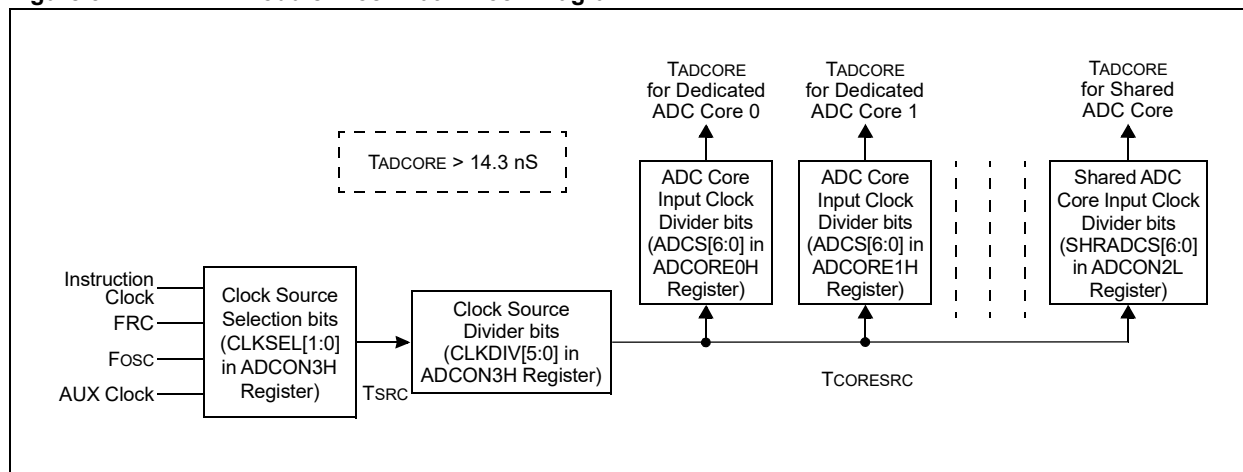 TADCORE
for Dedicated
ADC Core 0
TADCORE
for Dedicated
ADC Core 1
TADCORE
for Shared
ADC Core
TADCORE > 14.3 nS
ADC Core
Input Clock
Divider bits
(ADCS[6:0] in
ADCORE0H
Register)
ADC Core
Input Clock
Divider bits
(ADCS[6:0] in
ADCORE1H
Register)
Shared ADC
Core Input Clock
Divider bits
(SHRADCS[6:0]
in ADCON2L
Register)
Instruction
Clock
FRC
FOSC
AUX Clock
Clock Source
Selection bits
(CLKSEL[1:0]
in ADCON3H
Register)
TSRC
Clock Source
Divider bits
(CLKDIV[5:0] in
ADCON3H Register)
TCORESRC